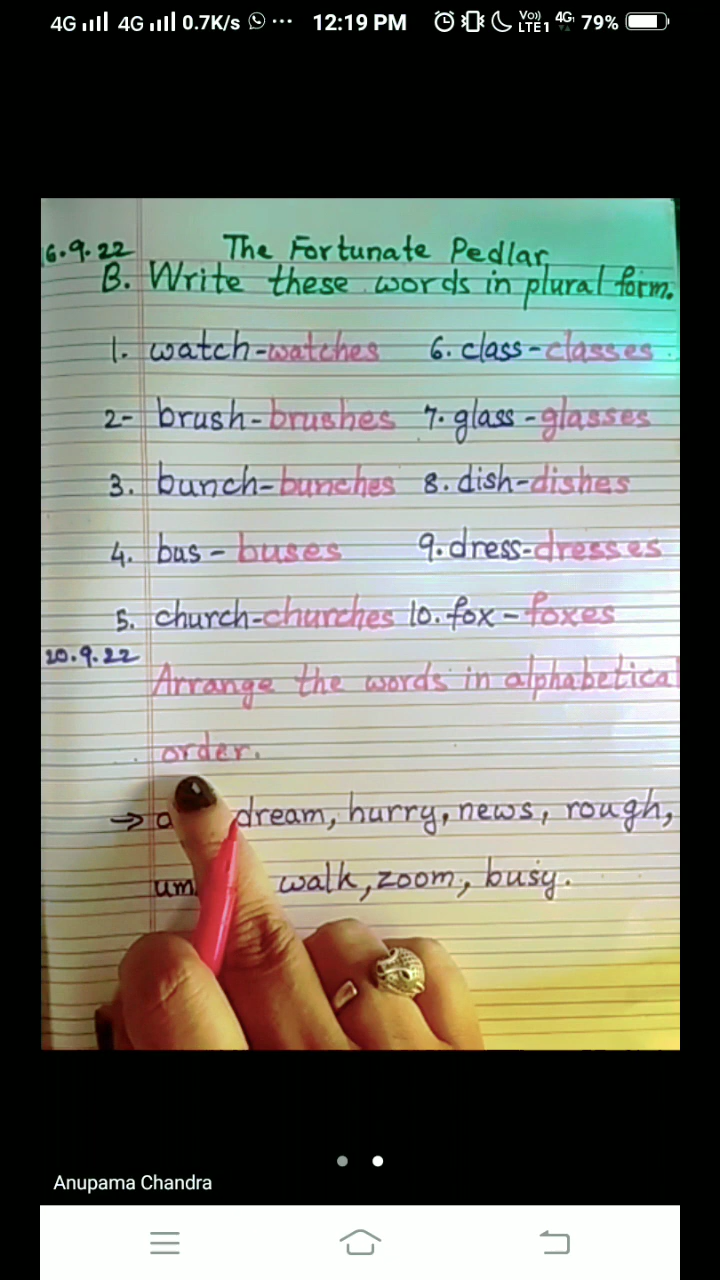 4G 4G 0.7K/s ... 12:19 PM Vo)) LTE1 4G 79%
6.9.22 The Fortunate Pedlar
B. Write these words in plural form.
1. watch-watches 6. class-classes
2- brush-brushes 7. glass-glasses
3. bunch-bunches 8. dish-dishes
4. bus-buses 9. dress-dresses
5. church-churches 10. fox-foxes
20.9.22
Arrange the words in alphabetical
order.
→ dream, hurry, news, rough,
walk, zoom, busy.
Anupama Chandra